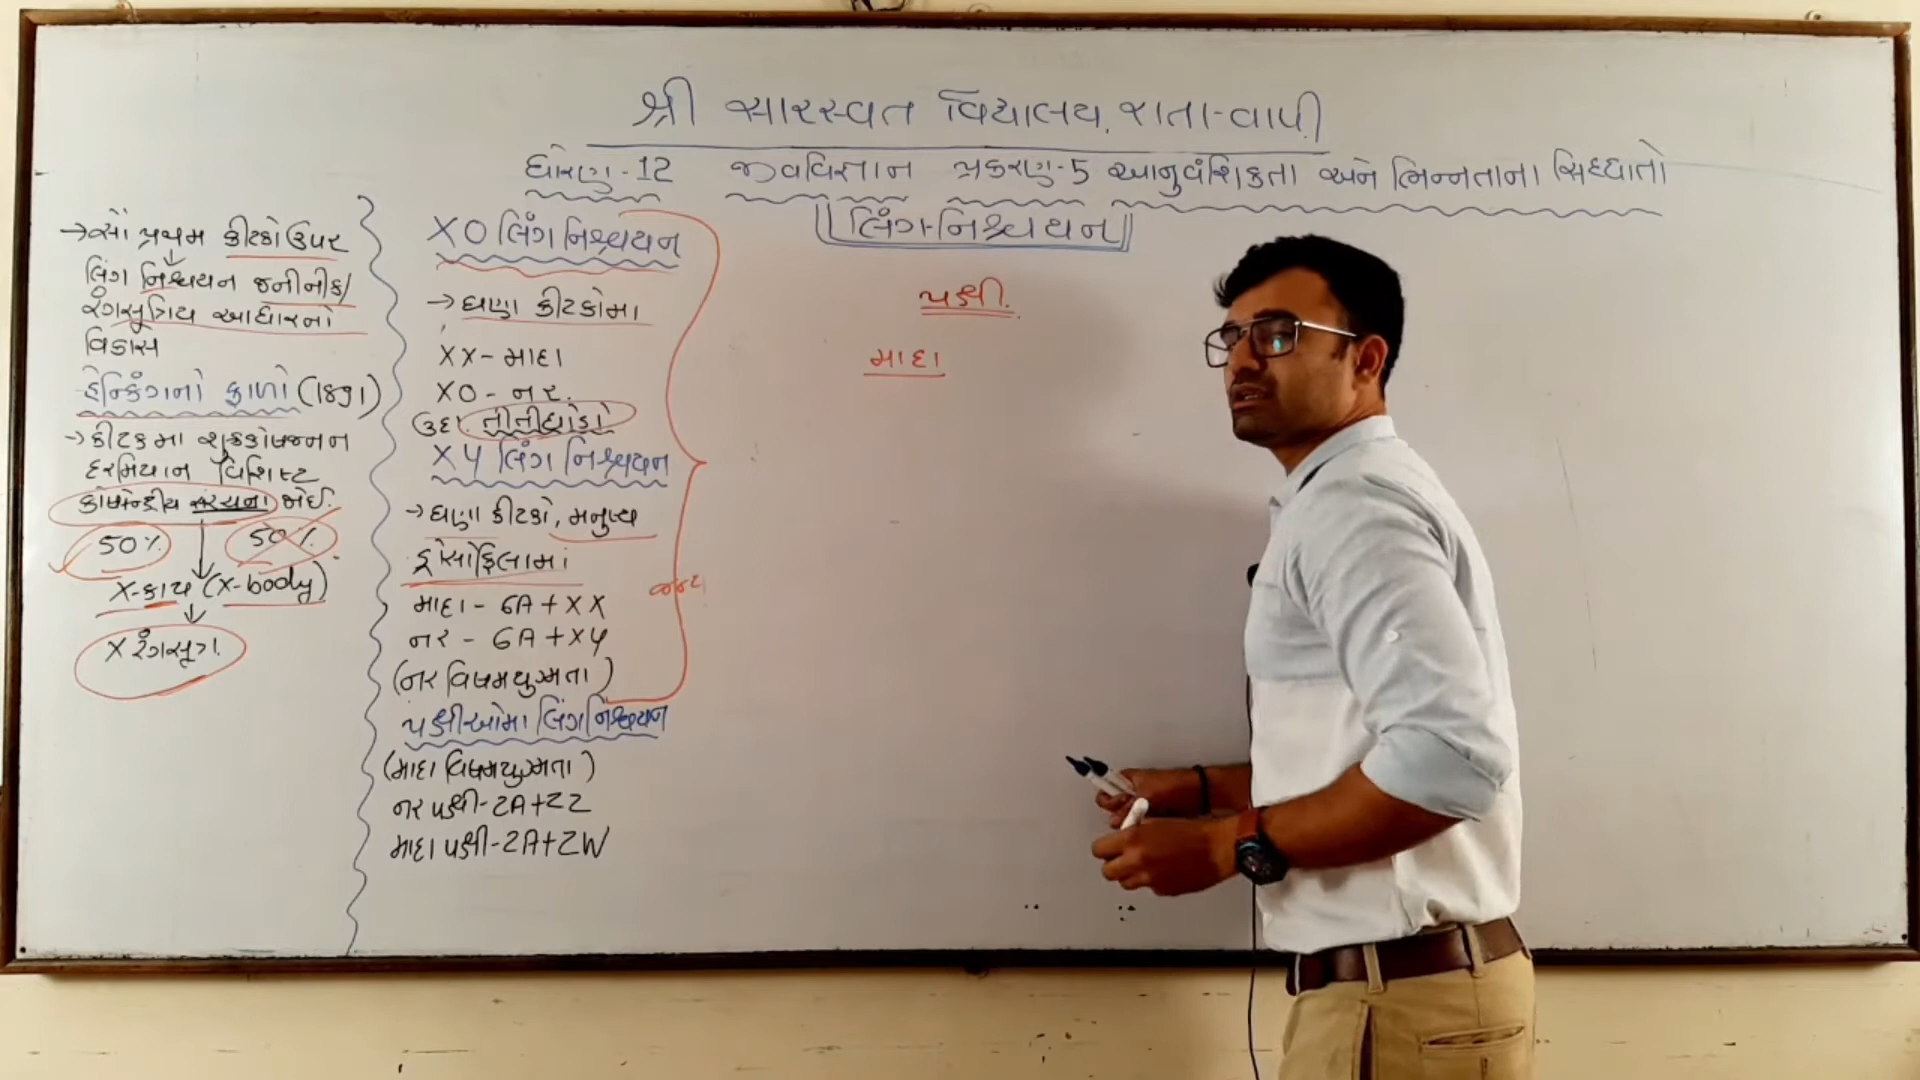 શ્રી સારસ્વત વિદ્યાલય, રાતા-વાપી
ધોરણ-12 જીવવિજ્ઞાન પ્રકરણ-5 આનુવંશિકતા અને ભિન્નતાના સિધ્ધાતો
લિંગ-નિશ્ચયન
→ સૌ પ્રથમ કીટકો ઉપર
લિંગ નિશ્ચયન જનીનીક/
રંગસૂત્રિય આધારનો
વિકાસ
હેન્કિંગનો ફાળો (1891)
→ કીટકમા શુક્રકોષજનન
દરમિયાન વિશિષ્ટ
કોષકેન્દ્રીય સંરચના જોઈ.
50% 50%
X-કાય (X-body)
X રંગસૂત્ર
XO લિંગ નિશ્ચયન
→ ઘણા કીટકોમા
XX - માદા
XO - નર.
ઉદા. તીતીઘોડો
XY લિંગ નિશ્ચયન
→ ઘણા કીટકો, મનુષ્ય
ડ્રોસોફિલામાં
માદા - 6A + XX
નર - 6A + XY
(નર વિષમયુગ્મતા)
પક્ષીઓમા લિંગ નિશ્ચયન
(માદા વિષમયુગ્મતા)
નર પક્ષી - 2A + ZZ
માદા પક્ષી - 2A + ZW
પક્ષી.
માદા